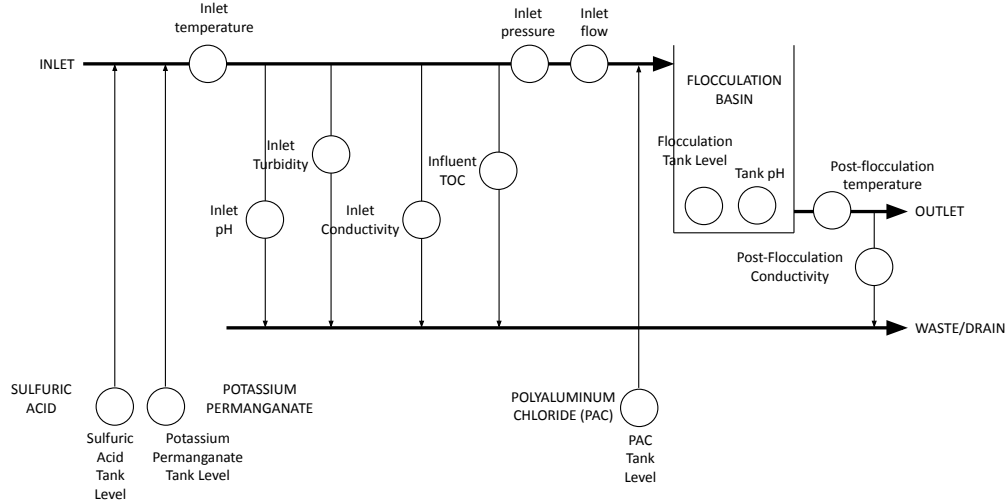 Inlet
temperature
Inlet
pressure
Inlet
flow
INLET
FLOCCULATION
BASIN
Inlet
Turbidity
Influent
TOC
Flocculation
Tank Level
Tank pH
Post-flocculation
temperature
Inlet
pH
Inlet
Conductivity
OUTLET
Post-Flocculation
Conductivity
WASTE/DRAIN
SULFURIC
ACID
POTASSIUM
PERMANGANATE
POLYALUMINUM
CHLORIDE (PAC)
Sulfuric
Acid
Tank
Level
Potassium
Permanganate
Tank Level
PAC
Tank
Level